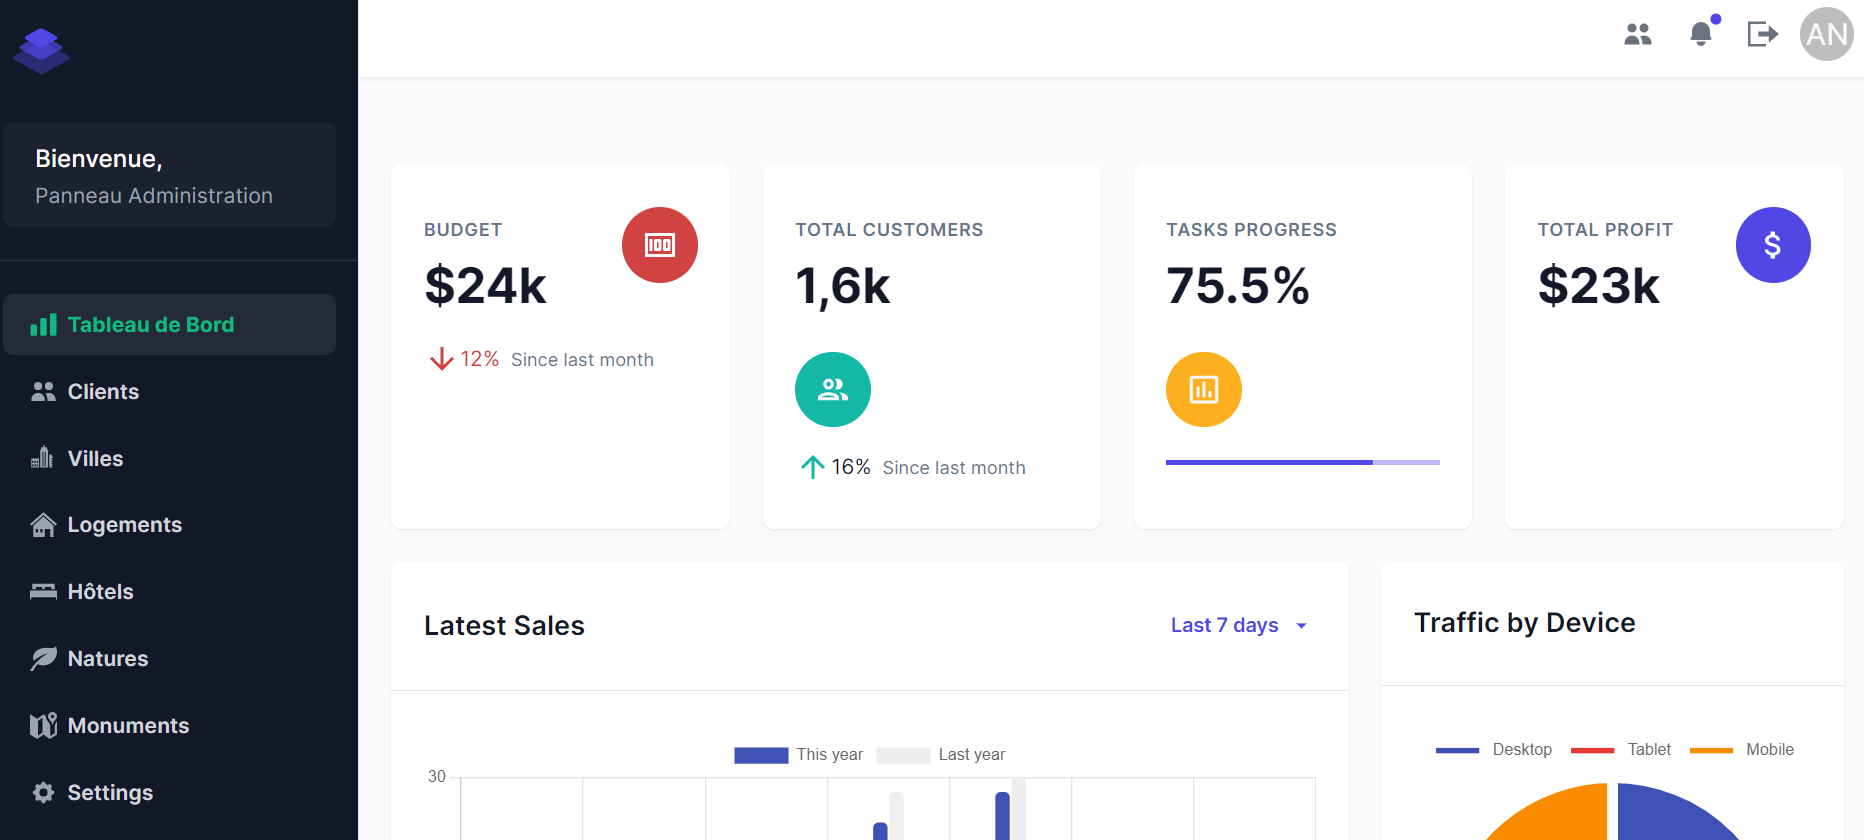 AN
Bienvenue,
Panneau Administration
Tableau de Bord
Clients
Villes
Logements
Hôtels
Natures
Monuments
Settings
BUDGET
$24k
100
12% Since last month
TOTAL CUSTOMERS
1,6k
16% Since last month
TASKS PROGRESS
75.5%
TOTAL PROFIT
$23k
$
Latest Sales
Last 7 days
This year Last year
30
Traffic by Device
Desktop Tablet Mobile